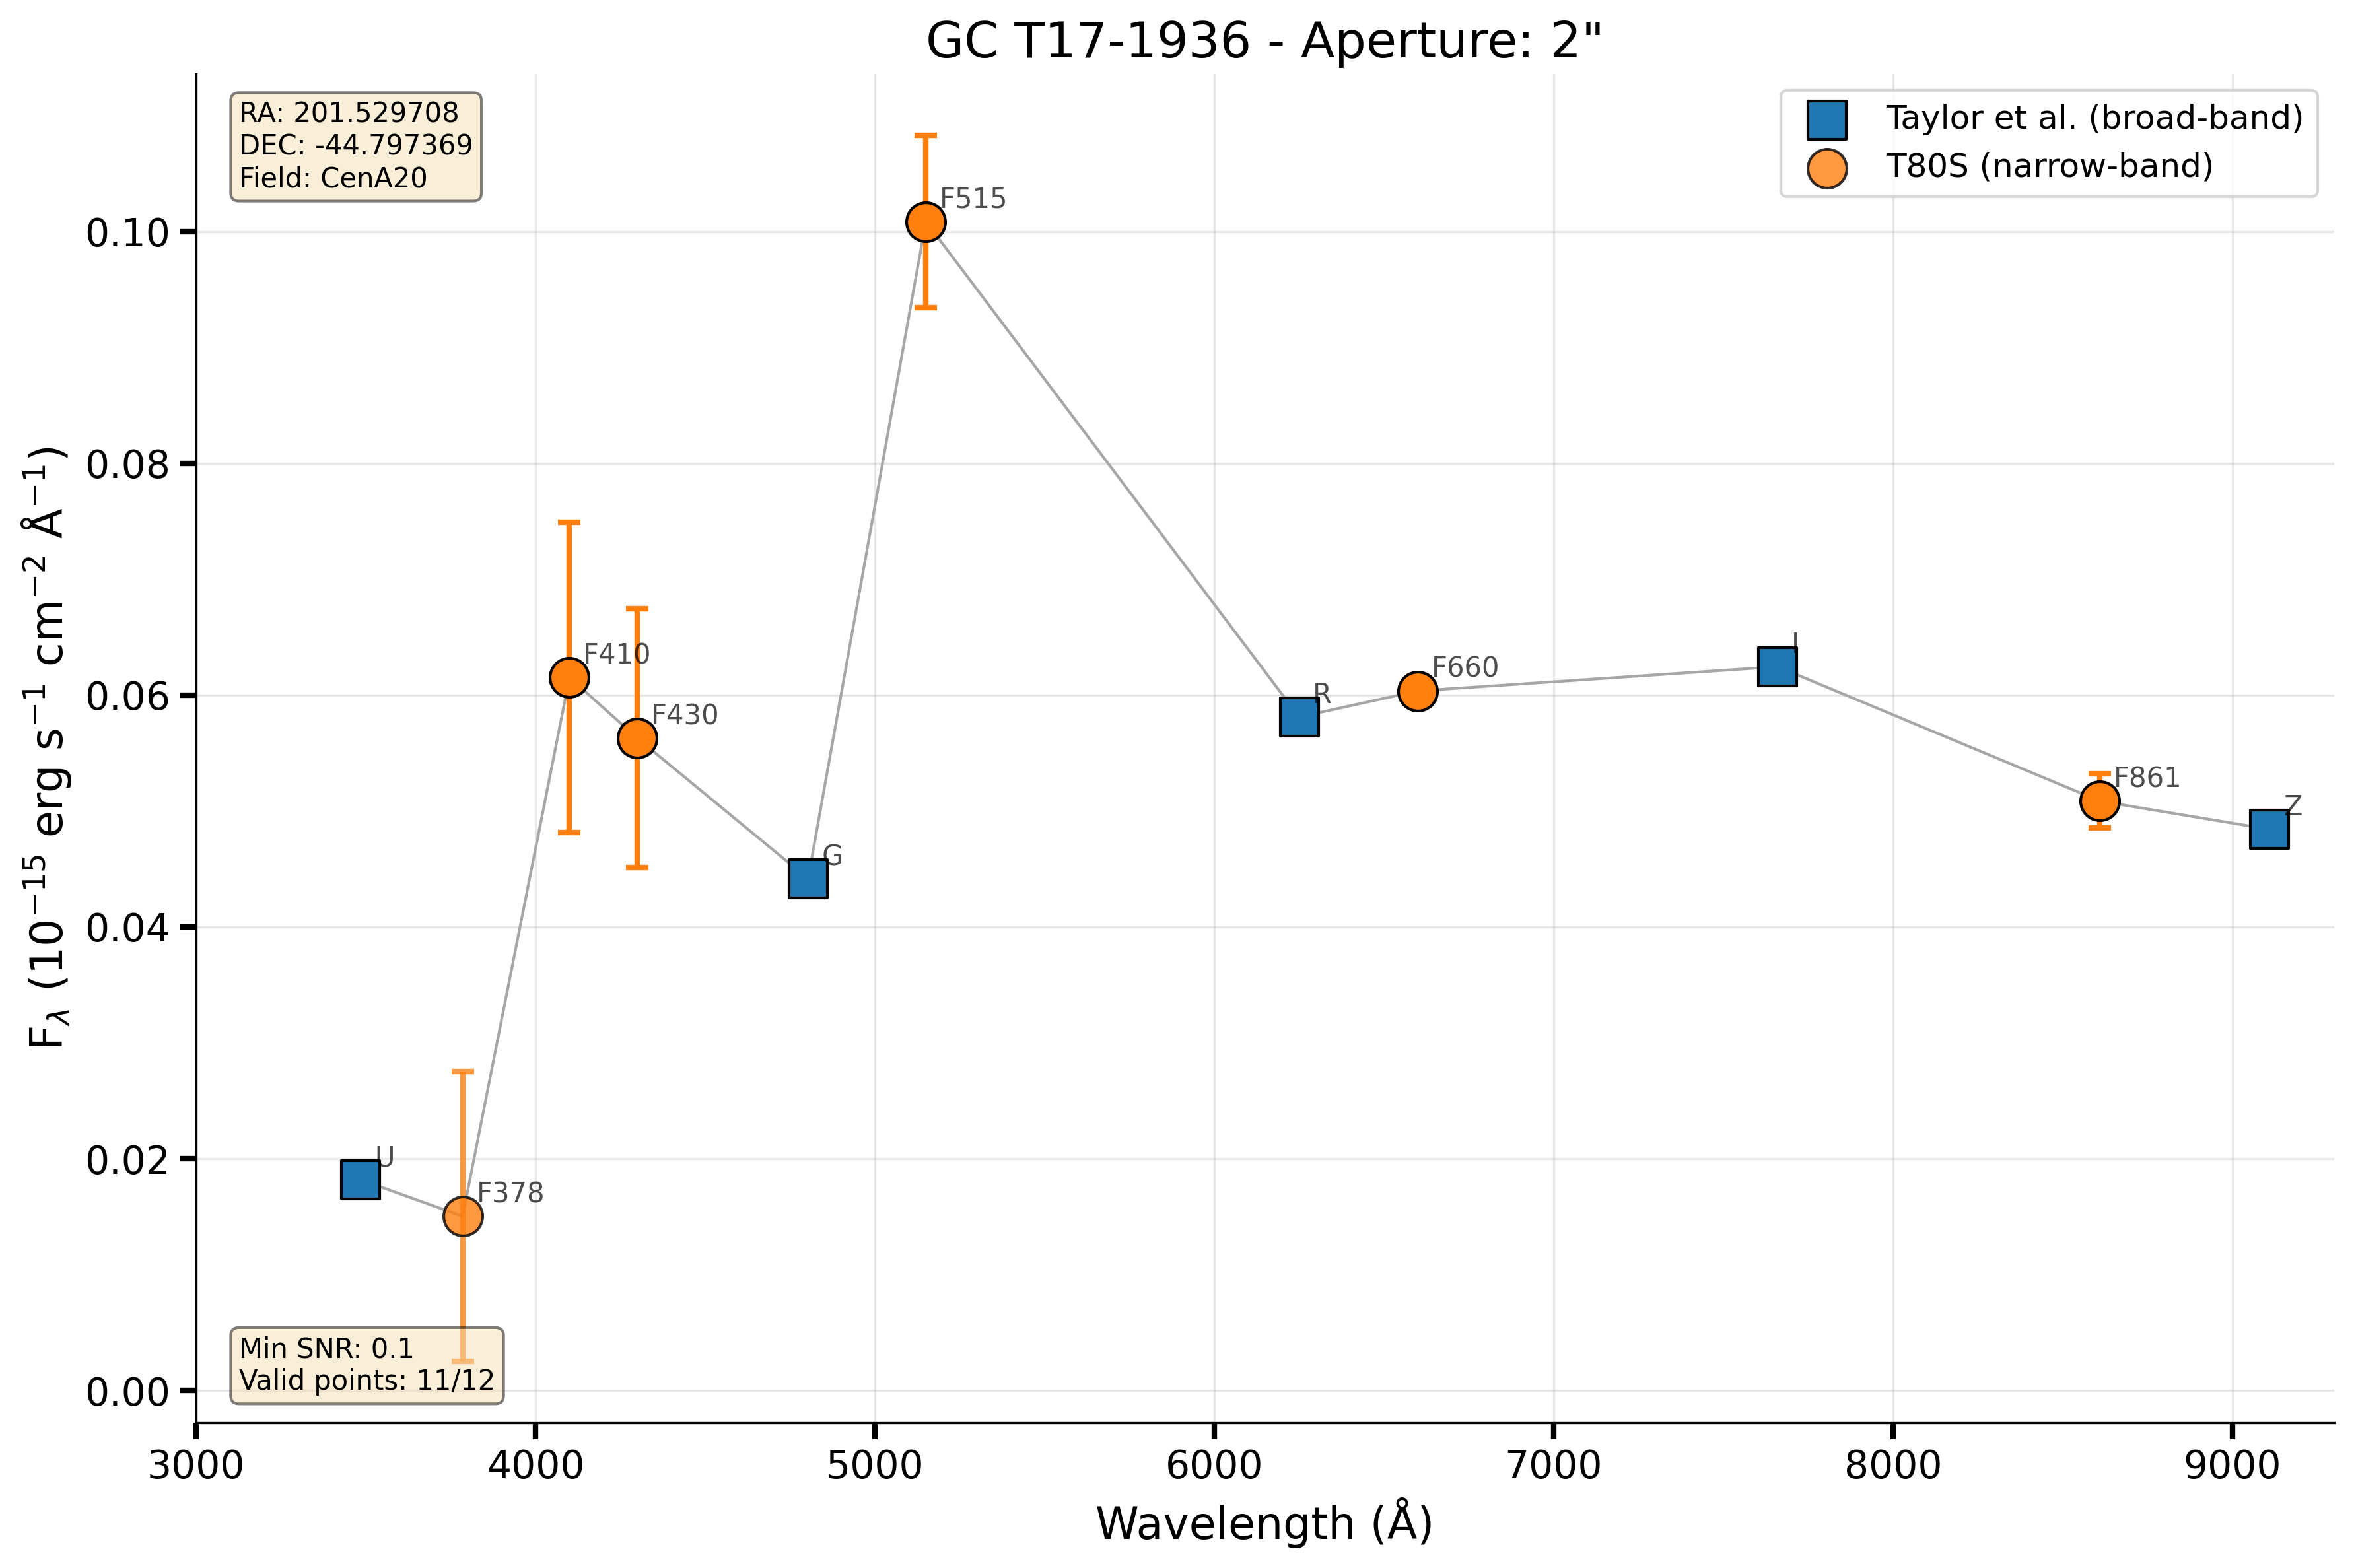 GC T17-1936 - Aperture: 2"
RA: 201.529708
DEC: -44.797369
Field: CenA20
Taylor et al. (broad-band)
T80S (narrow-band)
F515
0.10
0.08
F410
F430
F660
I
R
0.06
F861
Z
G
0.04
U
0.02
F378
Min SNR: 0.1
Valid points: 11/12
0.00
3000 4000 5000 6000 7000 8000 9000
Wavelength (Å)
F_λ (10⁻¹⁵ erg s⁻¹ cm⁻² Å⁻¹)